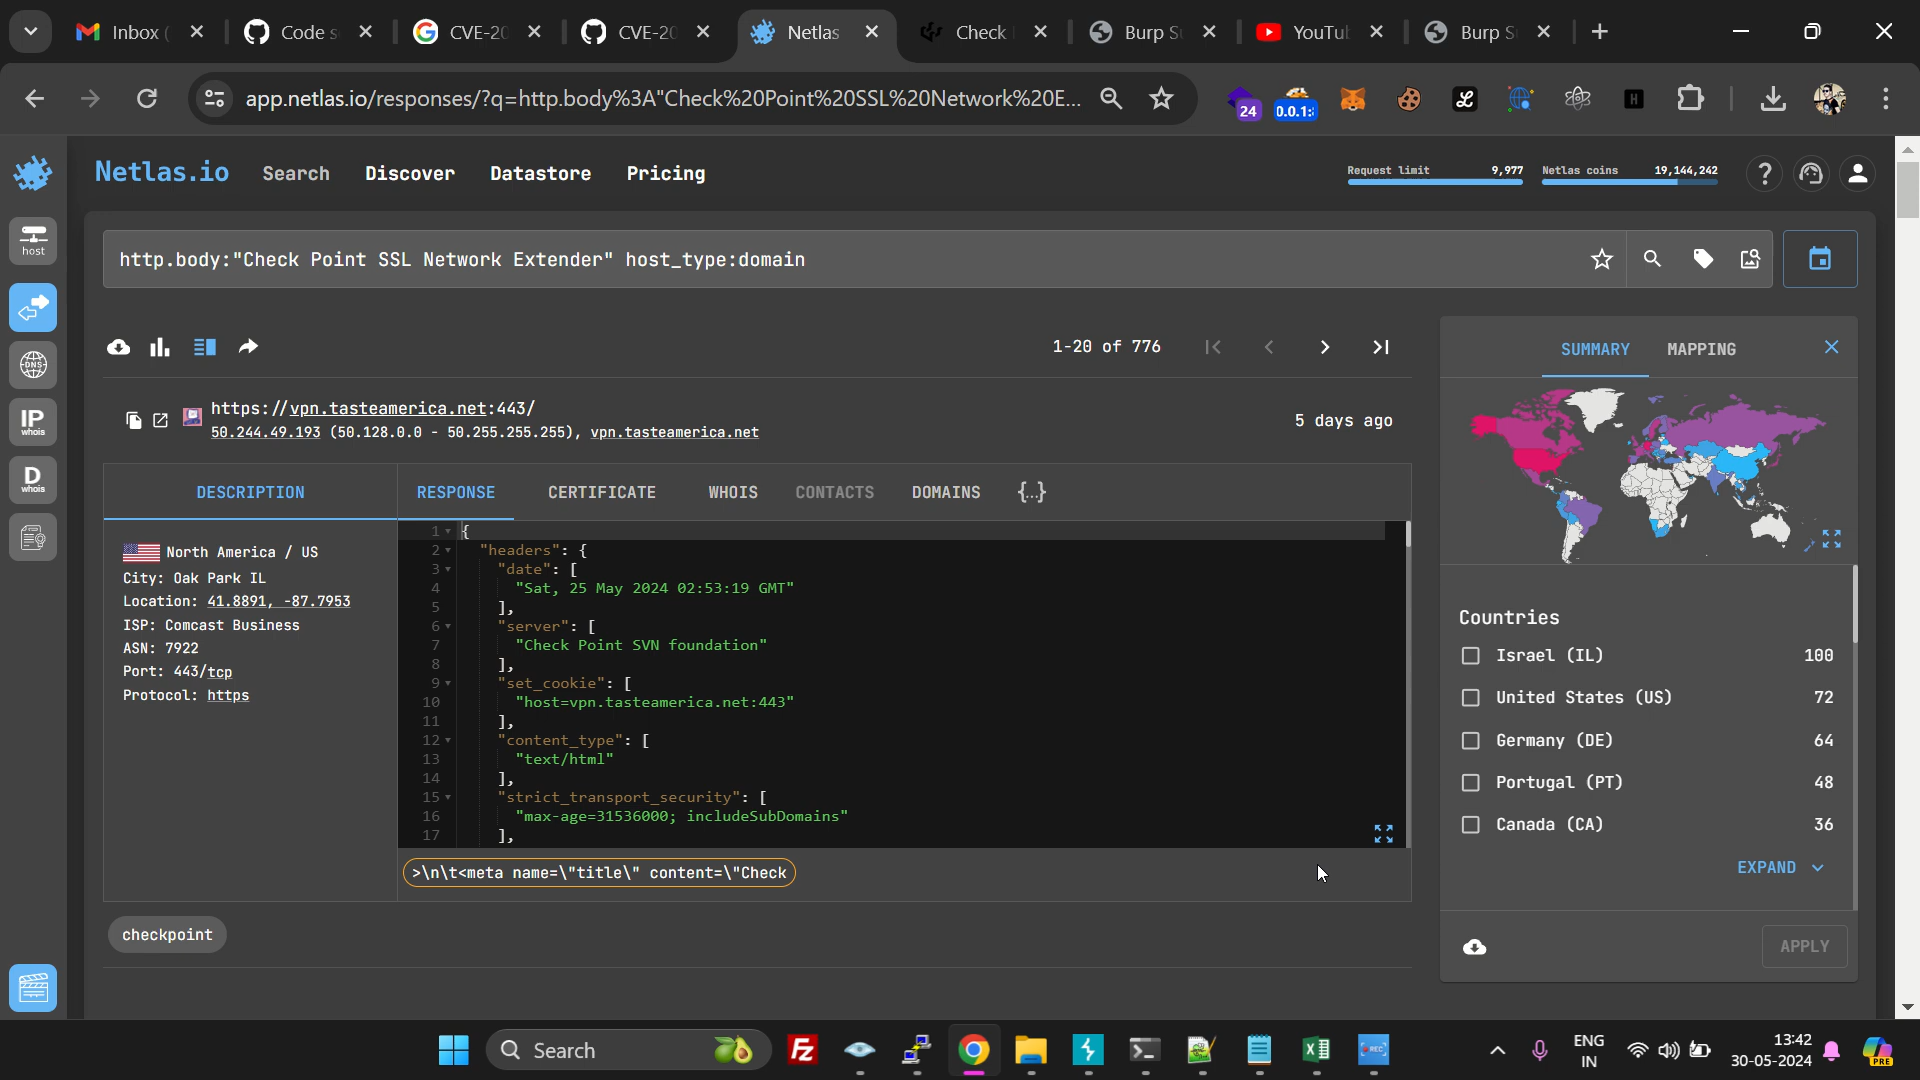 Inbox (
Code s
CVE-20
CVE-20
Netlas
Check
Burp S
YouTu
Burp S
app.netlas.io/responses/?q=http.body%3A"Check%20Point%20SSL%20Network%20E...
24
0.0.1:
H
Netlas.io
Search
Discover
Datastore
Pricing
Request limit 9,977
Netlas coins 19,144,242
?
host
DNS
IP
whois
D
whois
http.body:"Check Point SSL Network Extender" host_type:domain
1-20 of 776
https://vpn.tasteamerica.net:443/
50.244.49.193 (50.128.0.0 - 50.255.255.255), vpn.tasteamerica.net
5 days ago
DESCRIPTION
North America / US
City: Oak Park IL
Location: 41.8891, -87.7953
ISP: Comcast Business
ASN: 7922
Port: 443/tcp
Protocol: https
RESPONSE
CERTIFICATE
WHOIS
CONTACTS
DOMAINS
{...}
1 {
2 "headers": {
3 "date": [
4 "Sat, 25 May 2024 02:53:19 GMT"
5 ],
6 "server": [
7 "Check Point SVN foundation"
8 ],
9 "set_cookie": [
10 "host=vpn.tasteamerica.net:443"
11 ],
12 "content_type": [
13 "text/html"
14 ],
15 "strict_transport_security": [
16 "max-age=31536000; includeSubDomains"
17 ],
>\n\t<meta name=\"title\" content=\"Check
checkpoint
SUMMARY
MAPPING
Countries
Israel (IL) 100
United States (US) 72
Germany (DE) 64
Portugal (PT) 48
Canada (CA) 36
EXPAND
APPLY
Search
Fz
REC
ENG
IN
13:42
30-05-2024
PRE